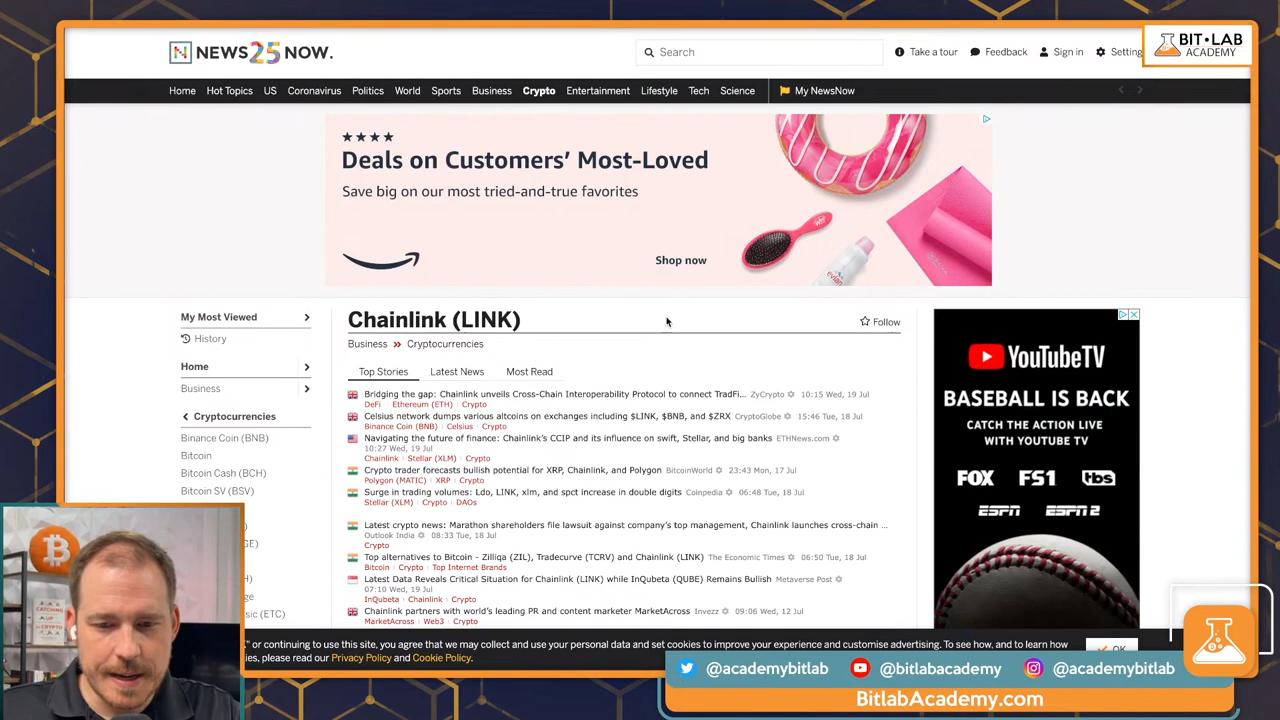 NEWS25NOW.
Search
Take a tour
Feedback
Sign in
Setting
BIT·LAB
ACADEMY
Home Hot Topics US Coronavirus Politics World Sports Business Crypto Entertainment Lifestyle Tech Science My NewsNow
Deals on Customers' Most-Loved
Save big on our most tried-and-true favorites
Shop now
evian
My Most Viewed
History
Home
Business
Cryptocurrencies
Binance Coin (BNB)
Bitcoin
Bitcoin Cash (BCH)
Bitcoin SV (BSV)
GE)
H)
ge
sic (ETC)
Chainlink (LINK)
Follow
Business » Cryptocurrencies
Top Stories Latest News Most Read
Bridging the gap: Chainlink unveils Cross-Chain Interoperability Protocol to connect TradFi... ZyCrypto 10:15 Wed, 19 Jul
DeFi Ethereum (ETH) Crypto
Celsius network dumps various altcoins on exchanges including $LINK, $BNB, and $ZRX CryptoGlobe 15:46 Tue, 18 Jul
Binance Coin (BNB) Celsius Crypto
Navigating the future of finance: Chainlink's CCIP and its influence on swift, Stellar, and big banks ETHNews.com
10:27 Wed, 19 Jul
Chainlink Stellar (XLM) Crypto
Crypto trader forecasts bullish potential for XRP, Chainlink, and Polygon BitcoinWorld 23:43 Mon, 17 Jul
Polygon (MATIC) XRP Crypto
Surge in trading volumes: Ldo, LINK, xlm, and spct increase in double digits Coinpedia 06:48 Tue, 18 Jul
Stellar (XLM) Crypto DAOs
Latest crypto news: Marathon shareholders file lawsuit against company's top management, Chainlink launches cross-chain ...
Outlook India 08:33 Tue, 18 Jul
Crypto
Top alternatives to Bitcoin - Zilliqa (ZIL), Tradecurve (TCRV) and Chainlink (LINK) The Economic Times 06:50 Tue, 18 Jul
Bitcoin Crypto Top Internet Brands
Latest Data Reveals Critical Situation for Chainlink (LINK) while InQubeta (QUBE) Remains Bullish Metaverse Post
07:10 Wed, 19 Jul
InQubeta Chainlink Crypto
Chainlink partners with world's leading PR and content marketer MarketAcross Invezz 09:06 Wed, 12 Jul
MarketAcross Web3 Crypto
YouTubeTV
BASEBALL IS BACK
CATCH THE ACTION LIVE
WITH YOUTUBE TV
FOX FS1 tbs
ESPN ESPN 2
CATCHING
UP
TO
CRYPTO
" or continuing to use this site, you agree that we may collect and use your personal data and set cookies to improve your experience and customise advertising. To see how, and to learn how
ies, please read our Privacy Policy and Cookie Policy.
OK
@academybitlab
@bitlabacademy
@academybitlab
BitlabAcademy.com